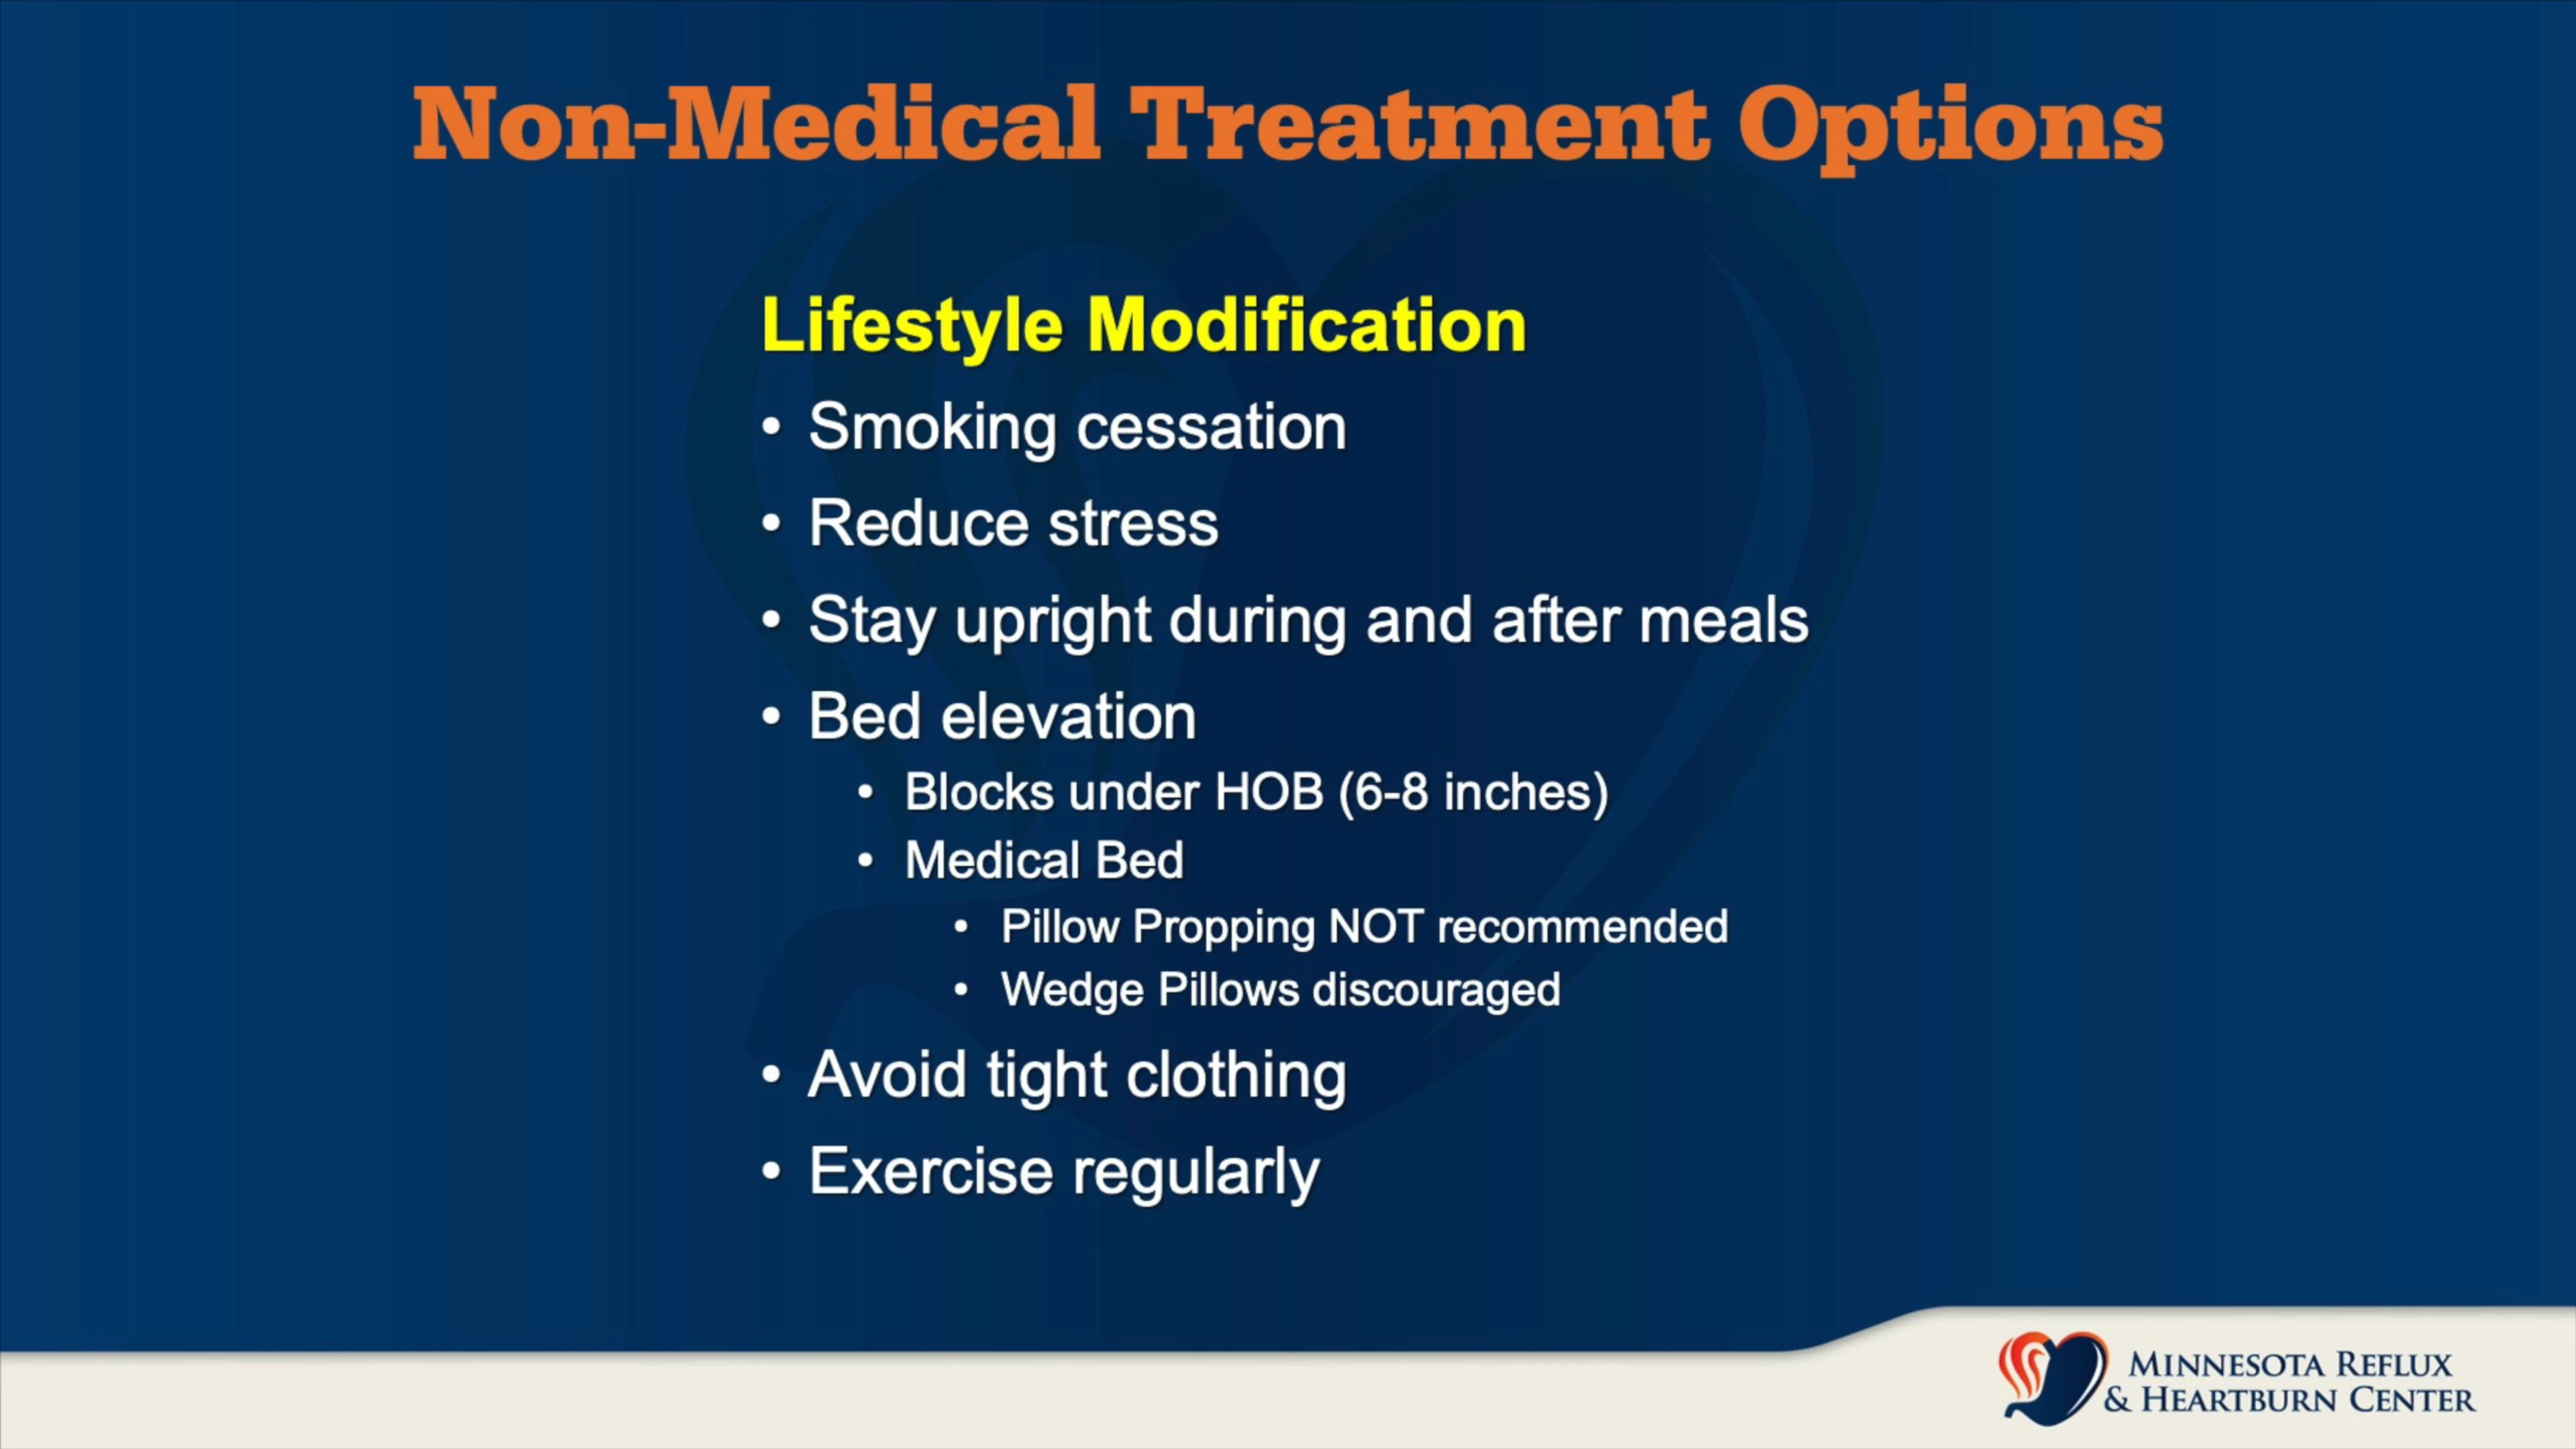 Non-Medical Treatment Options
Lifestyle Modification
• Smoking cessation
• Reduce stress
• Stay upright during and after meals
• Bed elevation
• Blocks under HOB (6-8 inches)
• Medical Bed
• Pillow Propping NOT recommended
• Wedge Pillows discouraged
• Avoid tight clothing
• Exercise regularly
MINNESOTA REFLUX
& HEARTBURN CENTER